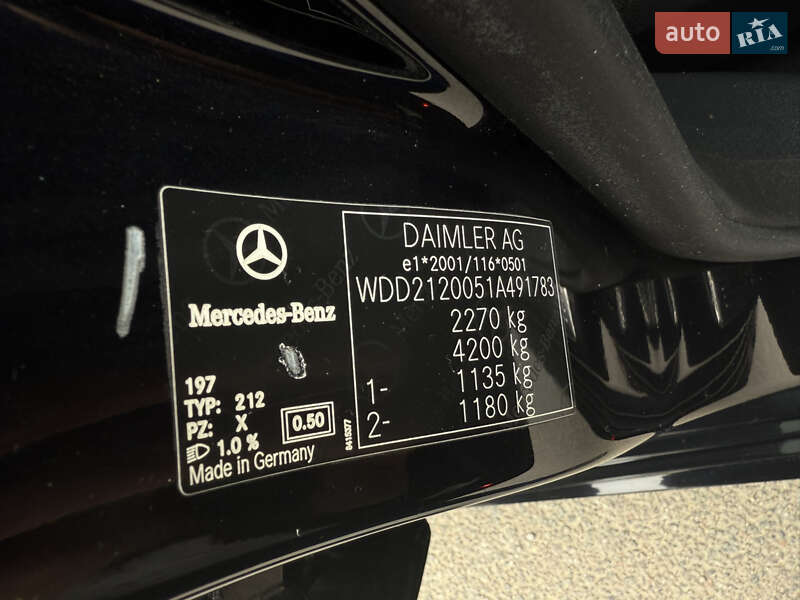 auto RIA
.com
DAIMLER AG
e1*2001/116*0501
WDD2120051A491783
2270 kg
4200 kg
1- 1135 kg
2- 1180 kg
Mercedes-Benz
197
TYP: 212
PZ: X
0.50
1.0 %
Made in Germany